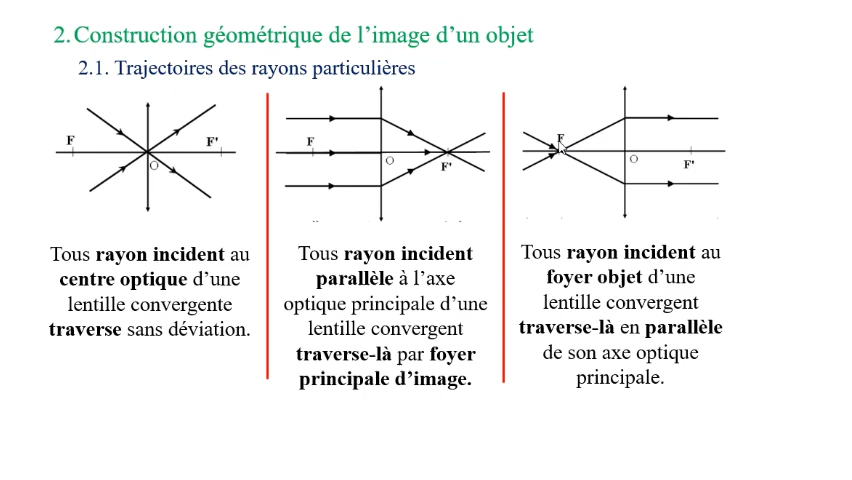 2. Construction géométrique de l’image d’un objet
2.1. Trajectoires des rayons particulières
F
F'
O
F
O
F'
F
O
F'
Tous rayon incident au
centre optique d’une
lentille convergente
traverse sans déviation.
Tous rayon incident
parallèle à l’axe
optique principale d’une
lentille convergent
traverse-là par foyer
principale d’image.
Tous rayon incident au
foyer objet d’une
lentille convergent
traverse-là en parallèle
de son axe optique
principale.